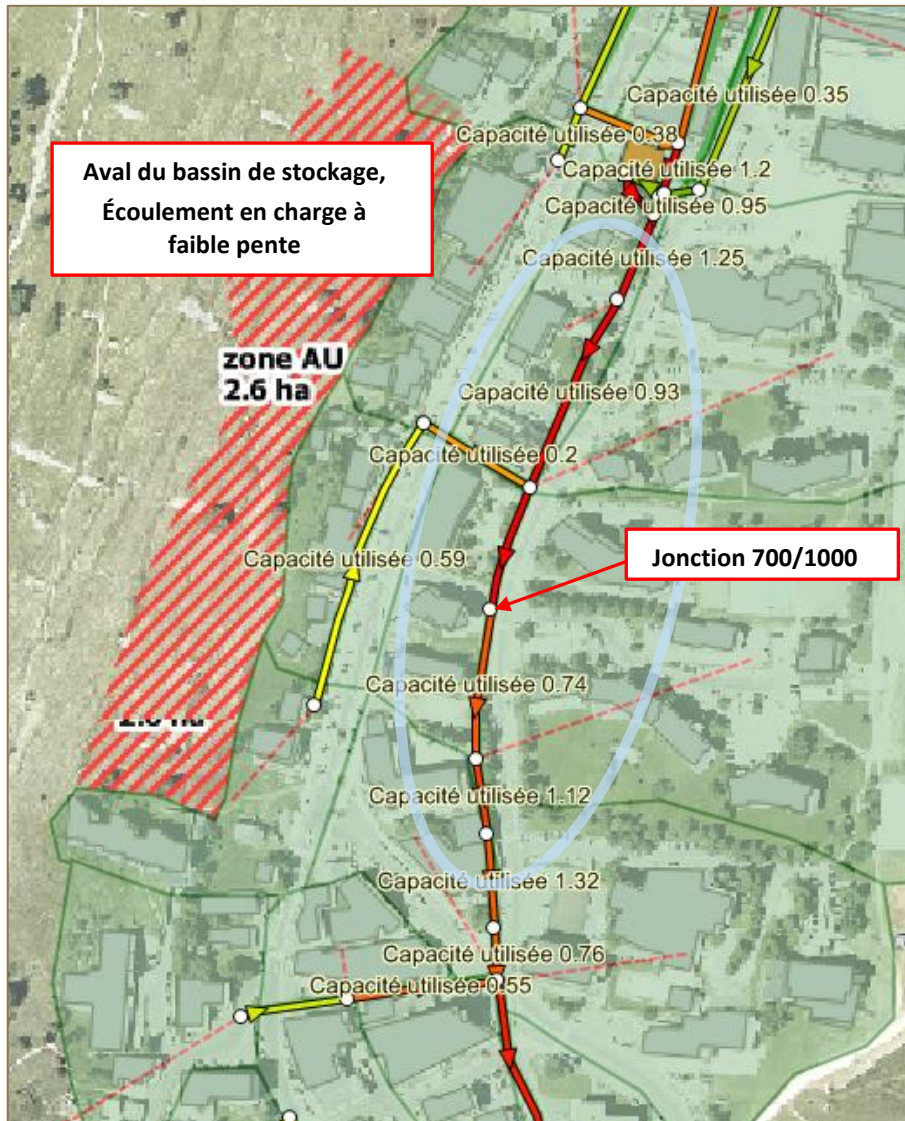 Capacité utilisée 0.35
Capacité utilisée 0.38
Aval du bassin de stockage,
Écoulement en charge à
faible pente
Capacité utilisée 1.2
Capacité utilisée 0.95
Capacité utilisée 1.25
zone AU
2.6 ha
Capacité utilisée 0.93
Capacité utilisée 0.2
Capacité utilisée 0.59
Jonction 700/1000
Capacité utilisée 0.74
Capacité utilisée 1.12
Capacité utilisée 1.32
Capacité utilisée 0.76
Capacité utilisée 0.55